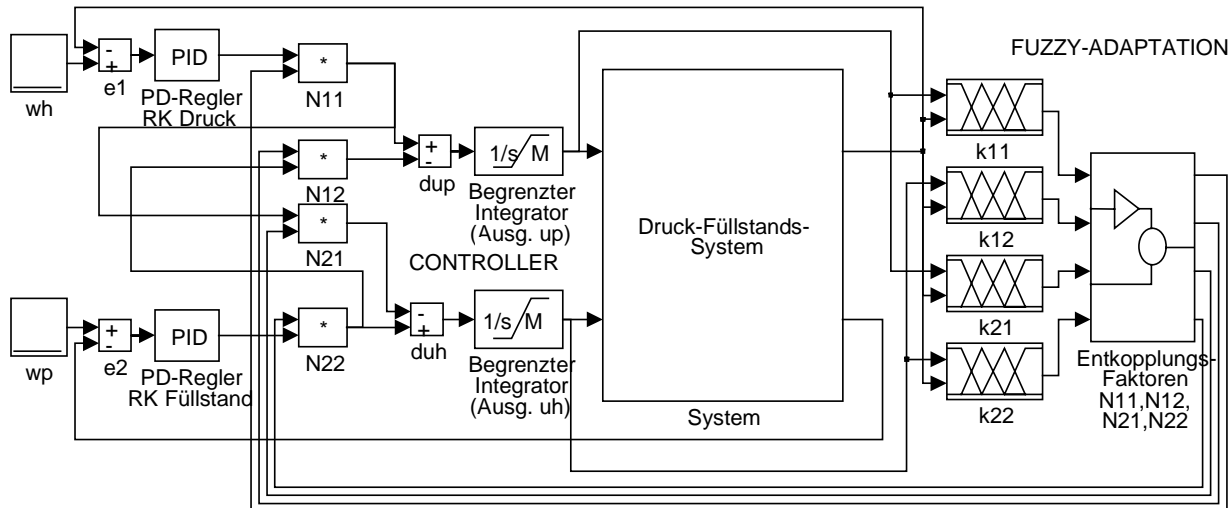 FUZZY-ADAPTATION
wh
-
+
e1
PID
PD-Regler
RK Druck
*
N11
*
N12
*
N21
+
-
dup
1/s
M
Begrenzter
Integrator
(Ausg. up)
CONTROLLER
Druck-Füllstands-
System
System
k11
k12
k21
k22
Entkopplungs-
Faktoren
N11,N12,
N21,N22
wp
+
-
e2
PID
PD-Regler
RK Füllstand
*
N22
-
+
duh
1/s
M
Begrenzter
Integrator
(Ausg. uh)